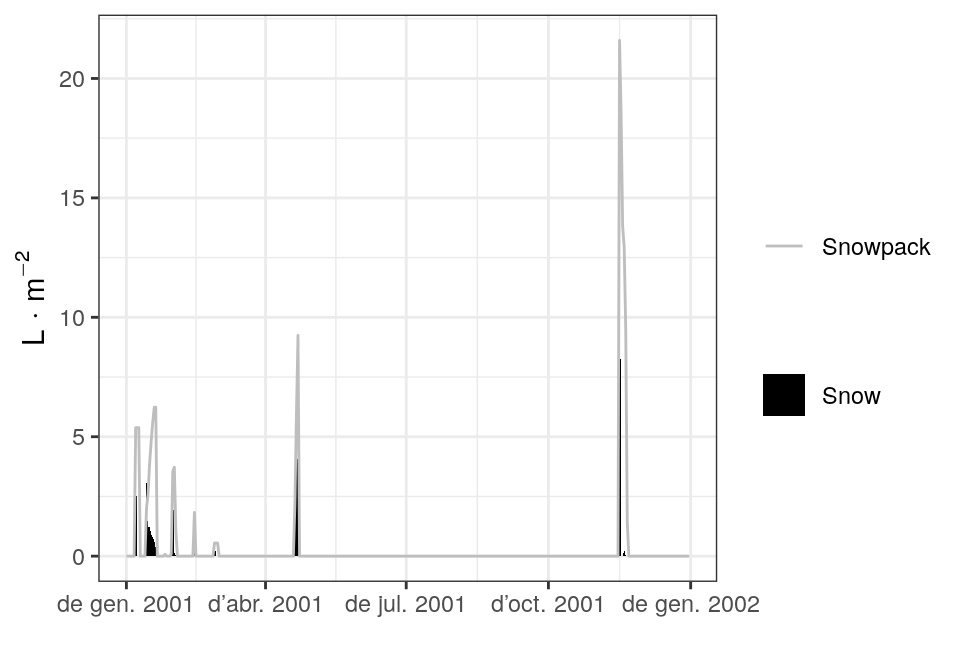 20
15
10
5
0
L · m⁻²
de gen. 2001 d’abr. 2001 de jul. 2001 d’oct. 2001 de gen. 2002
Snowpack
Snow